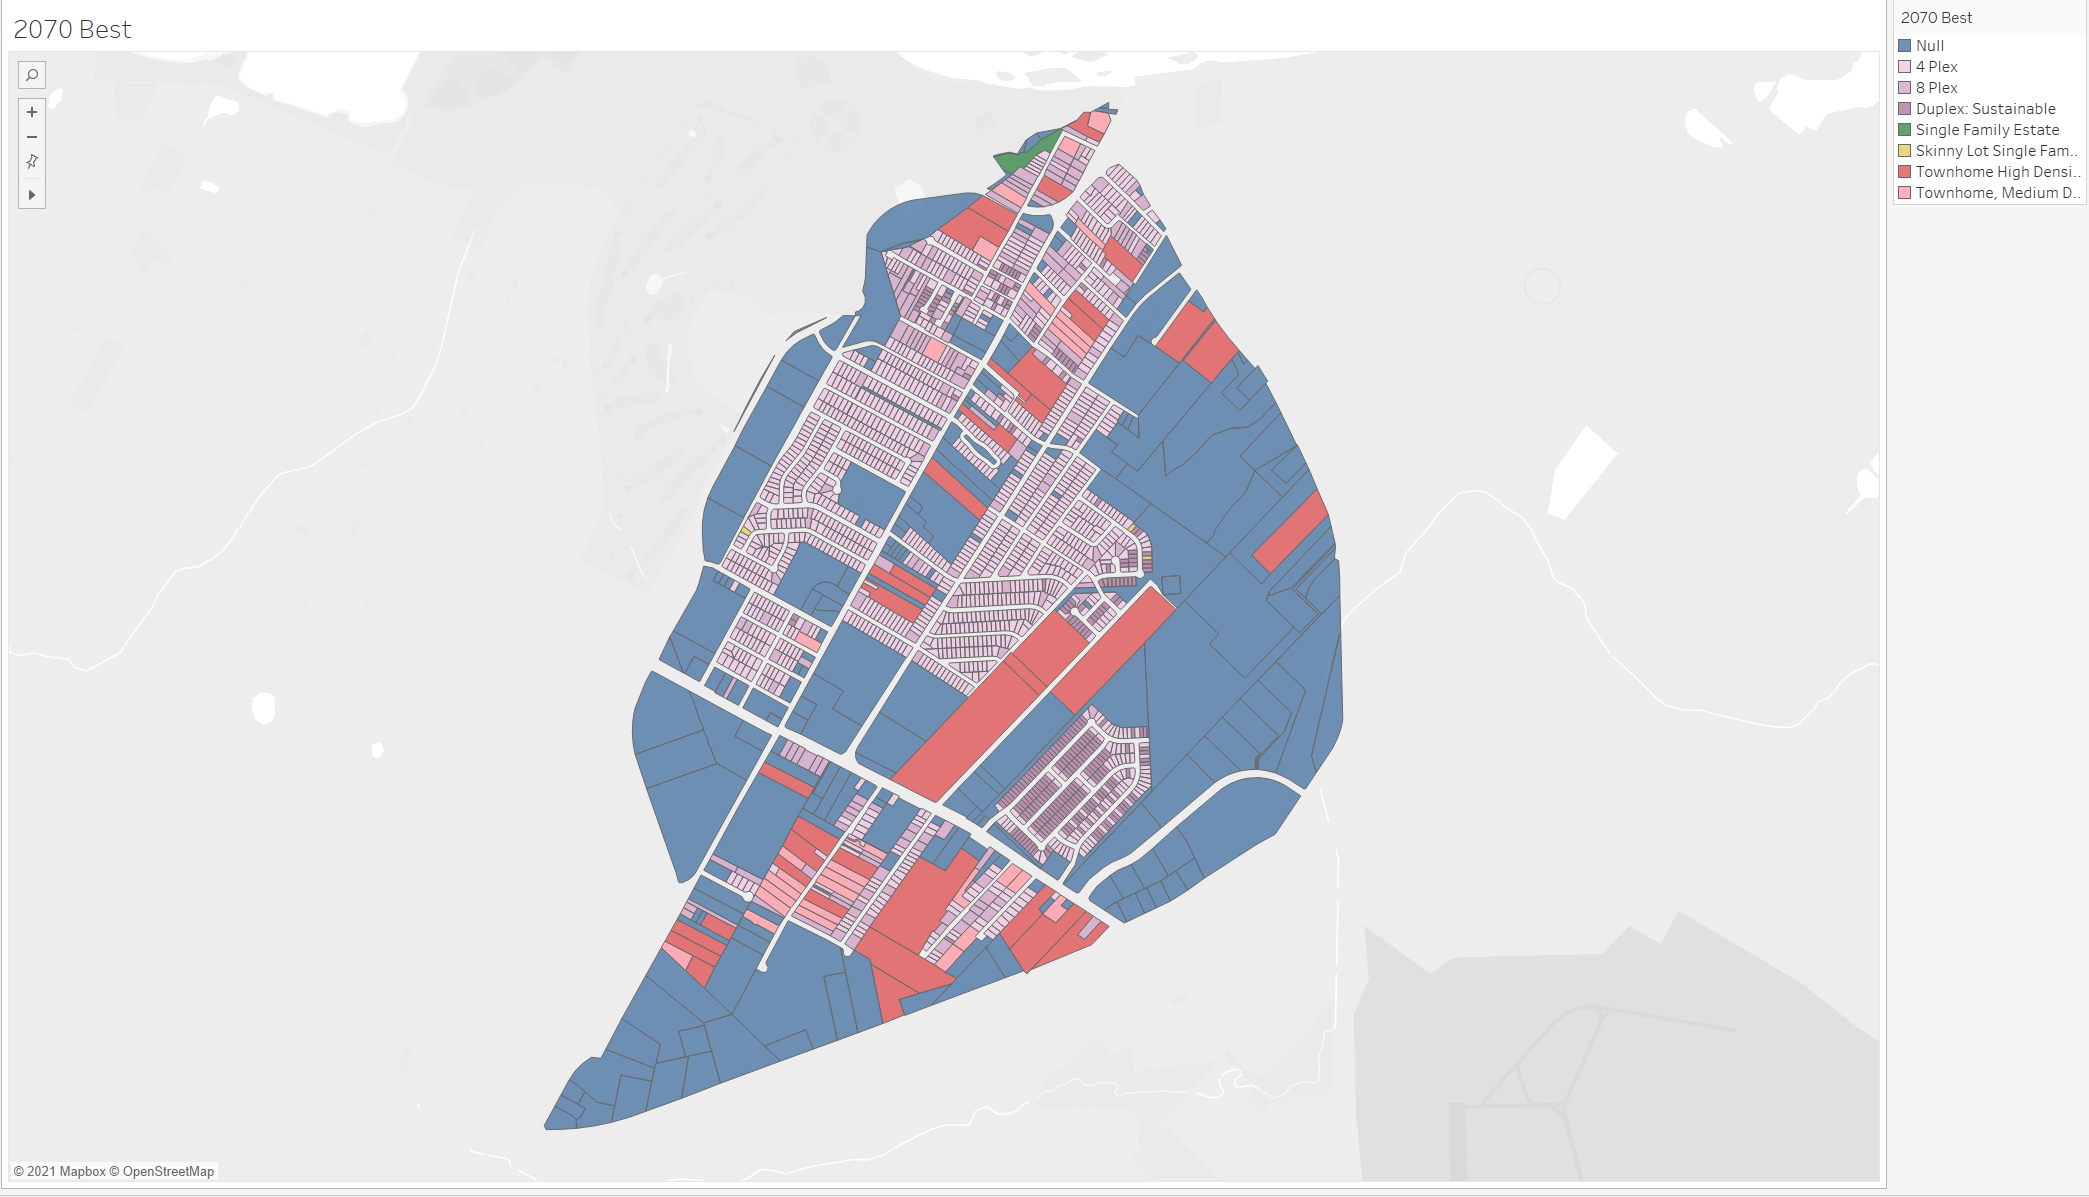 2070 Best
2070 Best
Null
4 Plex
8 Plex
Duplex: Sustainable
Single Family Estate
Skinny Lot Single Fam..
Townhome High Densi..
Townhome, Medium D..
© 2021 Mapbox © OpenStreetMap